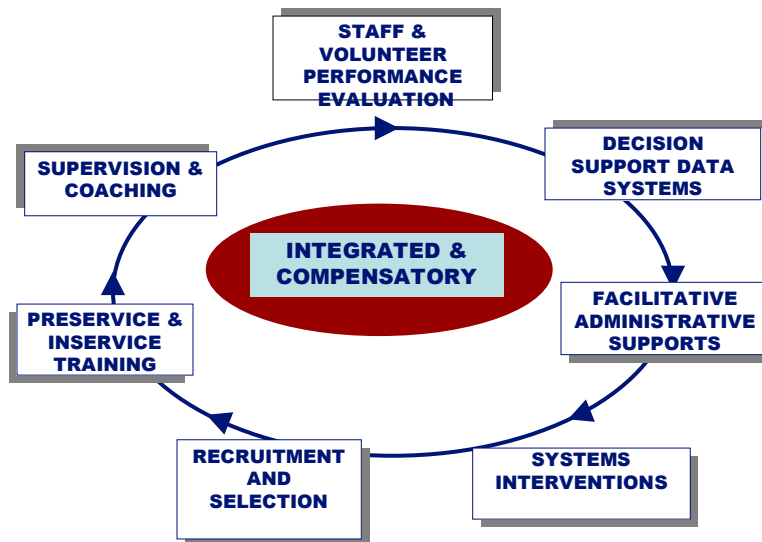 STAFF &
VOLUNTEER
PERFORMANCE
EVALUATION
DECISION
SUPPORT DATA
SYSTEMS
SUPERVISION &
COACHING
INTEGRATED &
COMPENSATORY
FACILITATIVE
ADMINISTRATIVE
SUPPORTS
PRESERVICE &
INSERVICE
TRAINING
RECRUITMENT
AND
SELECTION
SYSTEMS
INTERVENTIONS